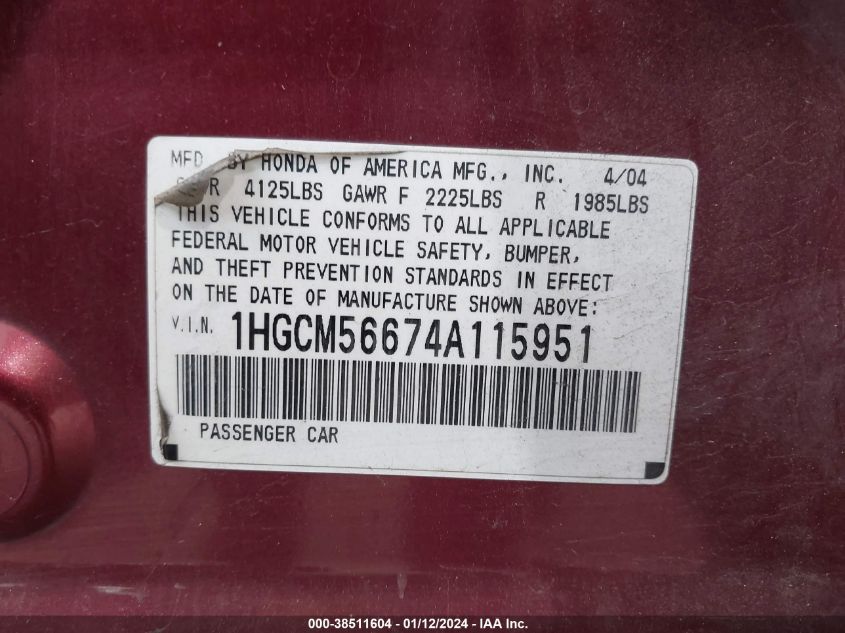 MFD BY HONDA OF AMERICA MFG., INC. 4/04
R 4125LBS GAWR F 2225LBS R 1985LBS
THIS VEHICLE CONFORMS TO ALL APPLICABLE
FEDERAL MOTOR VEHICLE SAFETY, BUMPER,
AND THEFT PREVENTION STANDARDS IN EFFECT
ON THE DATE OF MANUFACTURE SHOWN ABOVE:
V.I.N. 1HGCM56674A115951
PASSENGER CAR
000-38511604 - 01/12/2024 - IAA Inc.